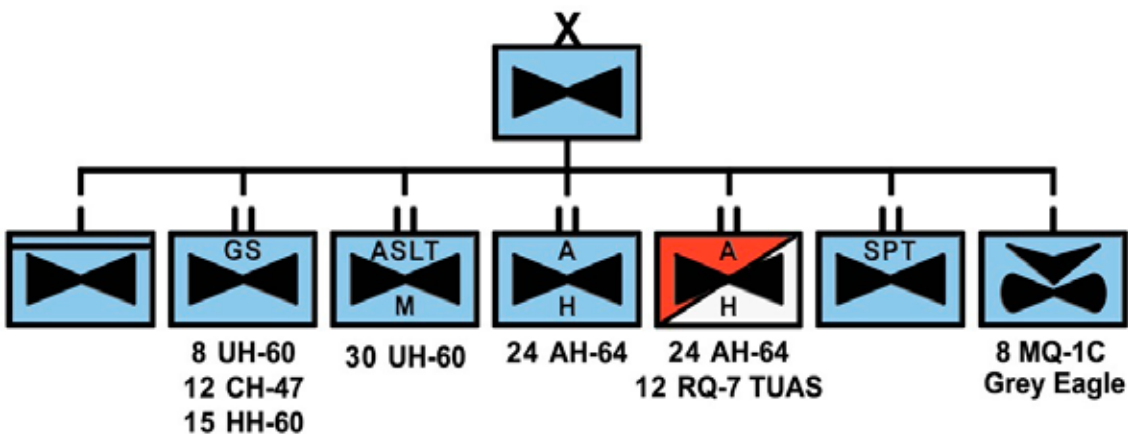 X
GS
ASLT
M
A
H
A
H
SPT
8 UH-60
12 CH-47
15 HH-60
30 UH-60
24 AH-64
24 AH-64
12 RQ-7 TUAS
8 MQ-1C
Grey Eagle